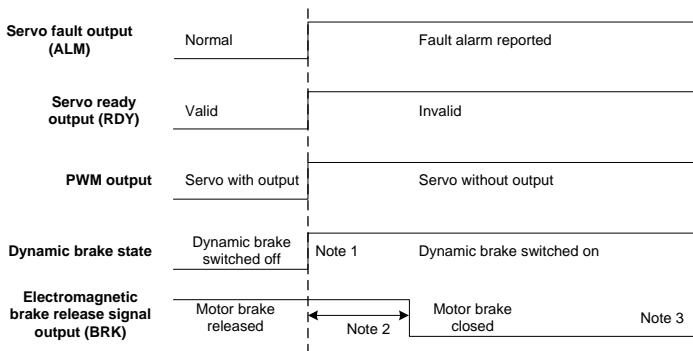 Servo fault output
(ALM)
Normal
Fault alarm reported
Servo ready
output (RDY)
Valid
Invalid
PWM output
Servo with output
Servo without output
Dynamic brake state
Dynamic brake
switched off
Note 1
Dynamic brake switched on
Electromagnetic
brake release signal
output (BRK)
Motor brake
released
Note 2
Motor brake
closed
Note 3